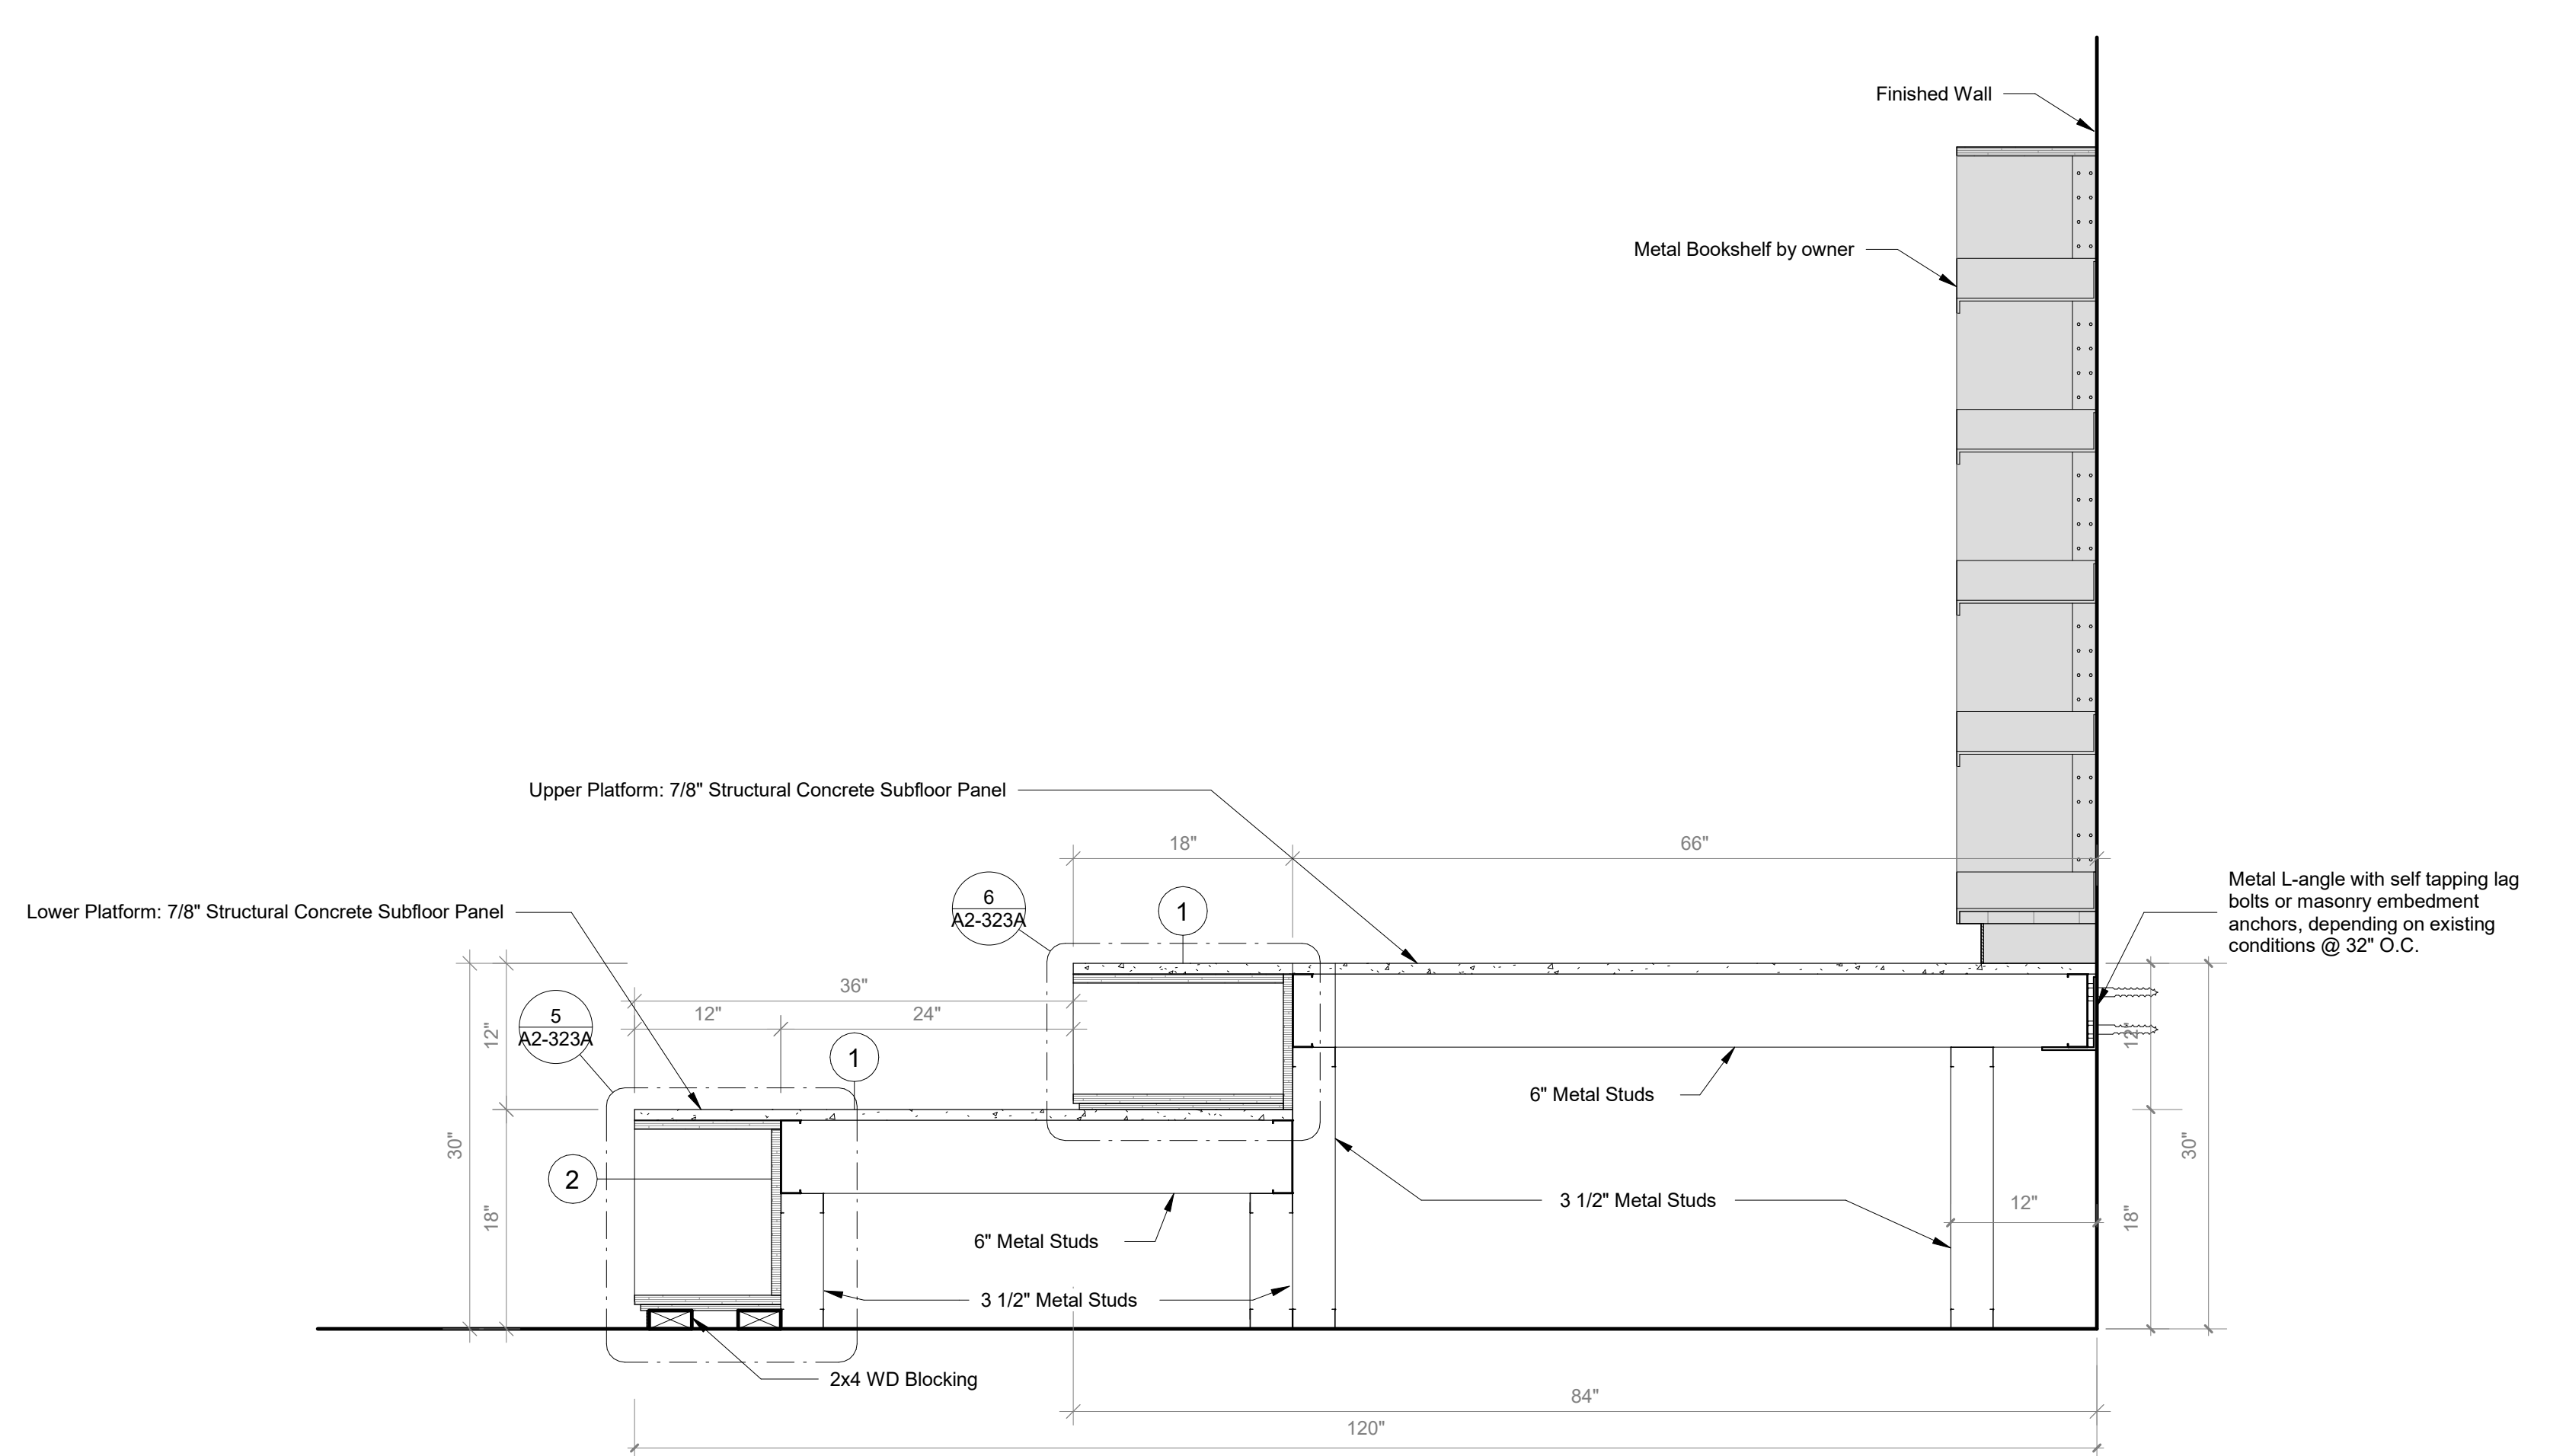 Finished Wall
Metal Bookshelf by owner
Upper Platform: 7/8" Structural Concrete Subfloor Panel
18"
66"
Metal L-angle with self tapping lag
bolts or masonry embedment
anchors, depending on existing
conditions @ 32" O.C.
Lower Platform: 7/8" Structural Concrete Subfloor Panel
6
A2-323A
1
36"
12"
24"
5
A2-323A
1
12"
12"
6" Metal Studs
30"
30"
2
18"
18"
3 1/2" Metal Studs
12"
6" Metal Studs
3 1/2" Metal Studs
2x4 WD Blocking
84"
120"